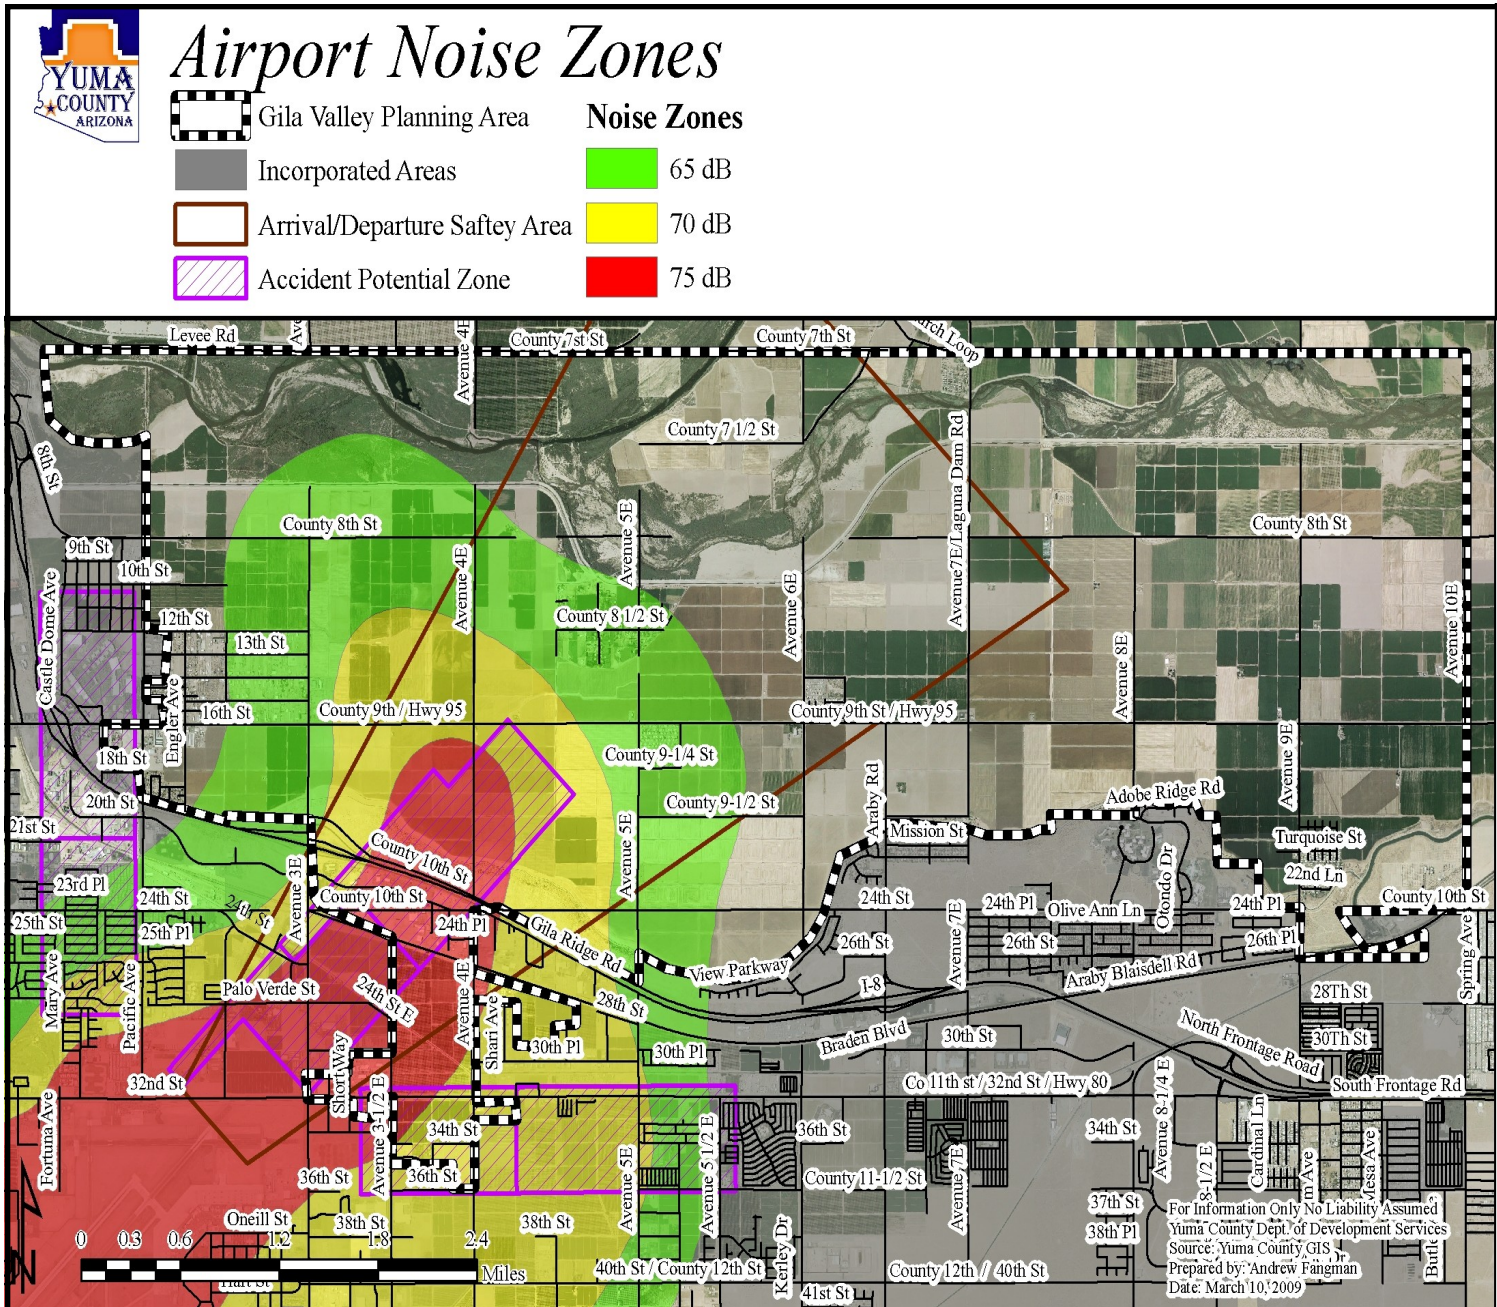 YUMA
COUNTY
ARIZONA
Airport Noise Zones
Gila Valley Planning Area
Incorporated Areas
Arrival/Departure Saftey Area
Accident Potential Zone
Noise Zones
65 dB
70 dB
75 dB
Levee Rd
Avenue 4E
County 7st St
County 7th St
Loop
County 7 1/2 St
8th St
Avenue7E/Laguna Dam Rd
County 8th St
County 8th St
9th St
10th St
Avenue 4E
Avenue 5E
Castle Dome Ave
12th St
County 8 1/2 St
Avenue 6E
13th St
Avenue 8E
Avenue 10E
Engler Ave
16th St
County 9th / Hwy 95
County 9th St / Hwy 95
18th St
County 9-1/4 St
Avenue 9E
20th St
County 9-1/2 St
Araby Rd
Adobe Ridge Rd
21st St
Mission St
Turquoise St
County 10th St
Avenue 5E
22nd Ln
23rd Pl
24th St
Avenue 3E
County 10th St
24th St
24th Pl
Olive Ann Ln
Otondo Dr
24th Pl
County 10th St
25th St
25th Pl
24th St
24th Pl
Gila Ridge Rd
26th St
Avenue 7E
26th St
26th Pl
Mary Ave
Pacific Ave
Palo Verde St
24th St E
Avenue 4E
View Parkway
I-8
Araby Blaisdell Rd
Spring Ave
28th St
28Th St
Shari Ave
30th Pl
30th Pl
Braden Blvd
30th St
North Frontage Road
30Th St
32nd St
Short Way
Co 11th st / 32nd St / Hwy 80
South Frontage Rd
Fortuna Ave
Avenue 3-1/2 E
34th St
Avenue 5 1/2 E
36th St
34th St
Avenue 8-1/4 E
Cardinal Ln
Mesa Ave
36th St
36th St
Avenue 5E
County 11-1/2 St
Avenue 7E
8-1/2 E
37th St
38th Pl
Oneill St
38th St
38th St
Kerley Dr
40th St / County 12th St
County 12th / 40th St
41st St
0 0.3 0.6 1.2 1.8 2.4
Miles
For Information Only No Liability Assumed
Yuma County Dept. of Development Services
Source: Yuma County GIS
Prepared by: Andrew Fangman
Date: March 10, 2009